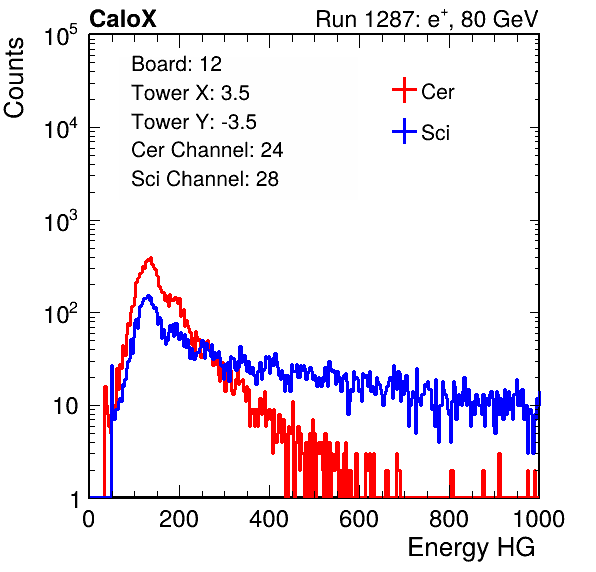 CaloX Run 1287: e⁺, 80 GeV
Counts
10⁵
10⁴
10³
10²
10
1
Board: 12
Tower X: 3.5
Tower Y: -3.5
Cer Channel: 24
Sci Channel: 28
Cer
Sci
0 200 400 600 800 1000
Energy HG